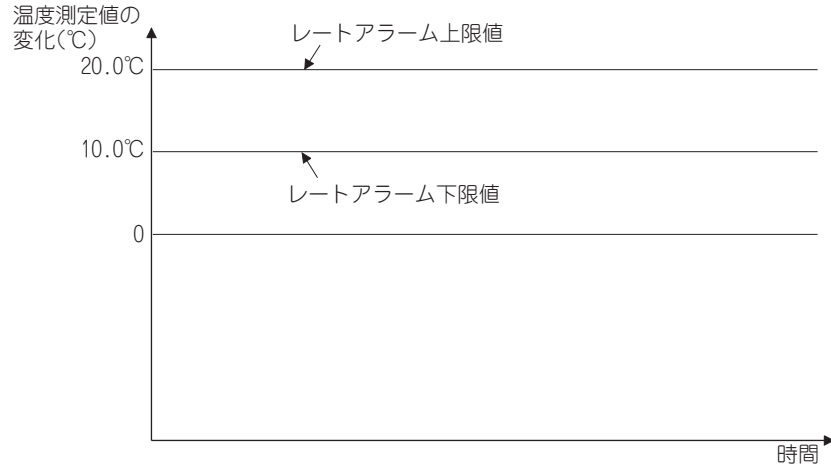 温度測定値の
変化(℃)
レートアラーム上限値
20.0℃
10.0℃
レートアラーム下限値
0
時間